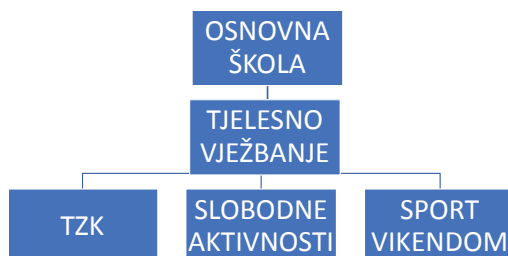 OSNOVNA
ŠKOLA
TJELESNO
VJEŽBANJE
TZK
SLOBODNE
AKTIVNOSTI
SPORT
VIKENDOM